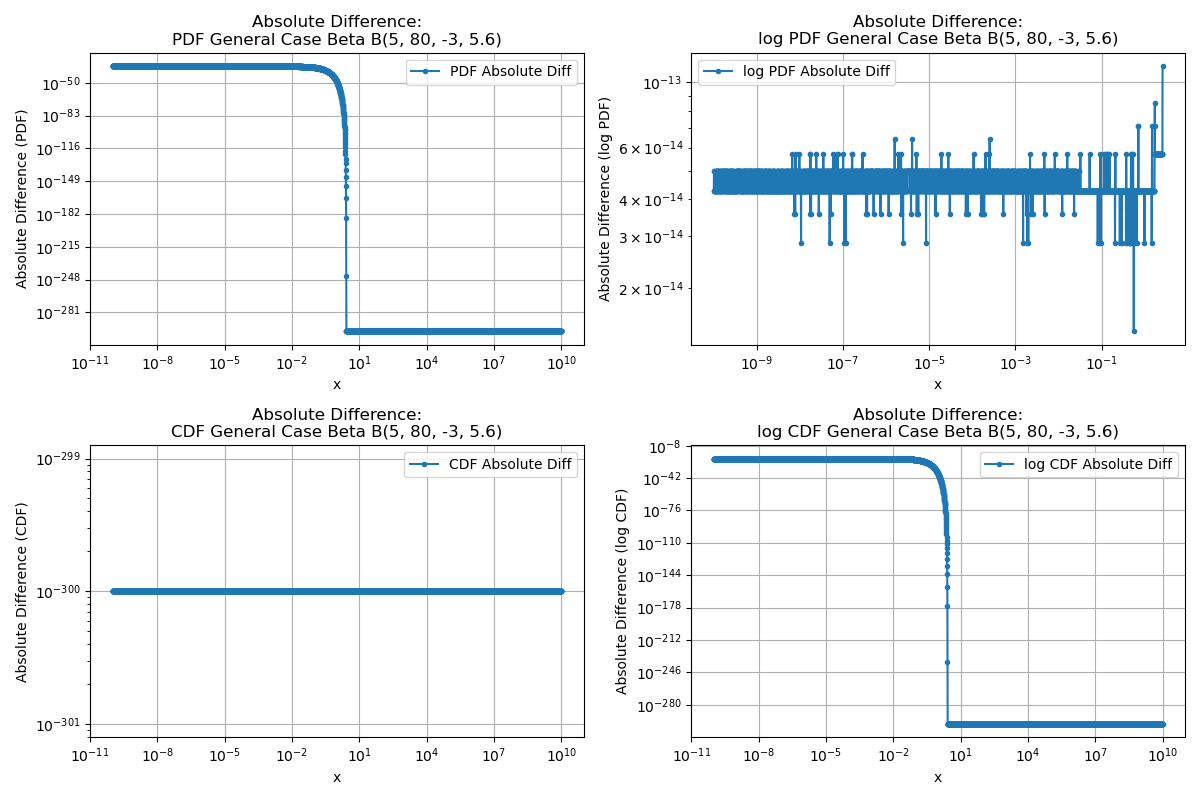 Absolute Difference:
PDF General Case Beta B(5, 80, -3, 5.6)
Absolute Difference (PDF)
10^-50
10^-83
10^-116
10^-149
10^-182
10^-215
10^-248
10^-281
PDF Absolute Diff
10^-11
10^-8
10^-5
10^-2
10^1
10^4
10^7
10^10
x
Absolute Difference:
log PDF General Case Beta B(5, 80, -3, 5.6)
Absolute Difference (log PDF)
10^-13
6 × 10^-14
4 × 10^-14
3 × 10^-14
2 × 10^-14
log PDF Absolute Diff
10^-9
10^-7
10^-5
10^-3
10^-1
x
Absolute Difference:
CDF General Case Beta B(5, 80, -3, 5.6)
Absolute Difference (CDF)
10^-299
10^-300
10^-301
CDF Absolute Diff
10^-11
10^-8
10^-5
10^-2
10^1
10^4
10^7
10^10
x
Absolute Difference:
log CDF General Case Beta B(5, 80, -3, 5.6)
Absolute Difference (log CDF)
10^-8
10^-42
10^-76
10^-110
10^-144
10^-178
10^-212
10^-246
10^-280
log CDF Absolute Diff
10^-11
10^-8
10^-5
10^-2
10^1
10^4
10^7
10^10
x